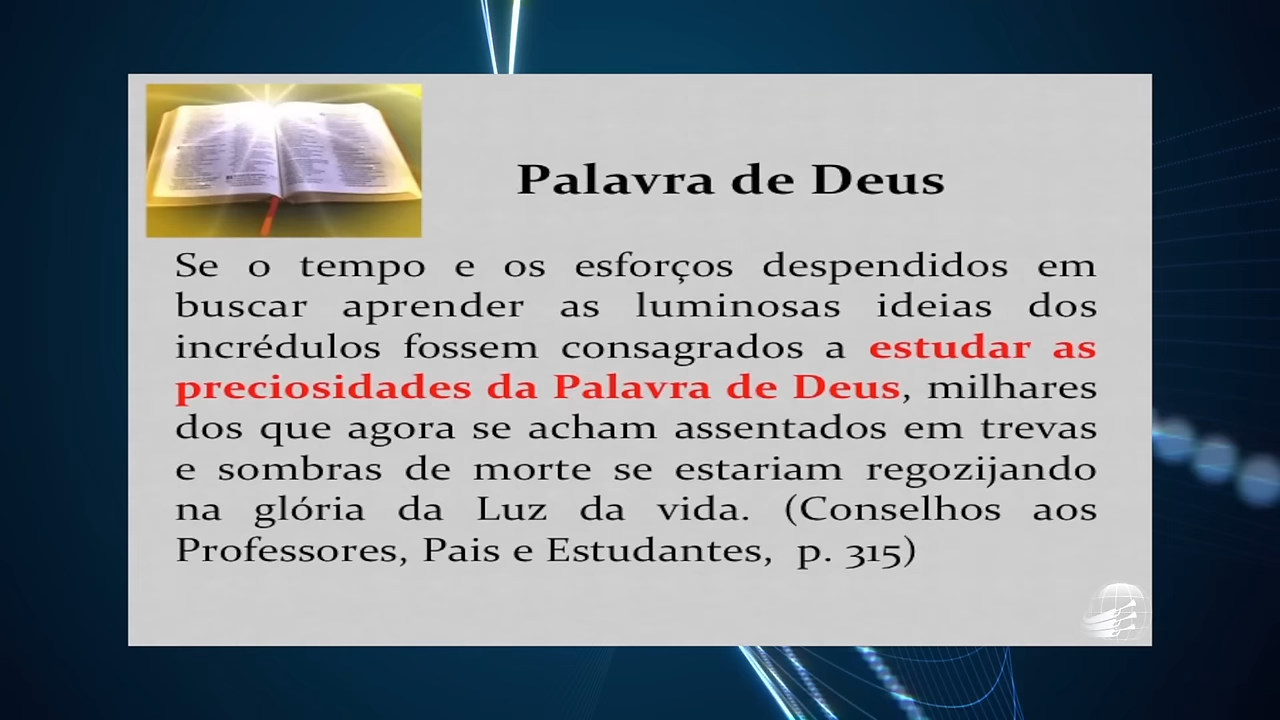 Palavra de Deus
Se o tempo e os esforços despendidos em
buscar aprender as luminosas ideias dos
incrédulos fossem consagrados a estudar as
preciosidades da Palavra de Deus, milhares
dos que agora se acham assentados em trevas
e sombras de morte se estariam regozijando
na glória da Luz da vida. (Conselhos aos
Professores, Pais e Estudantes, p. 315)